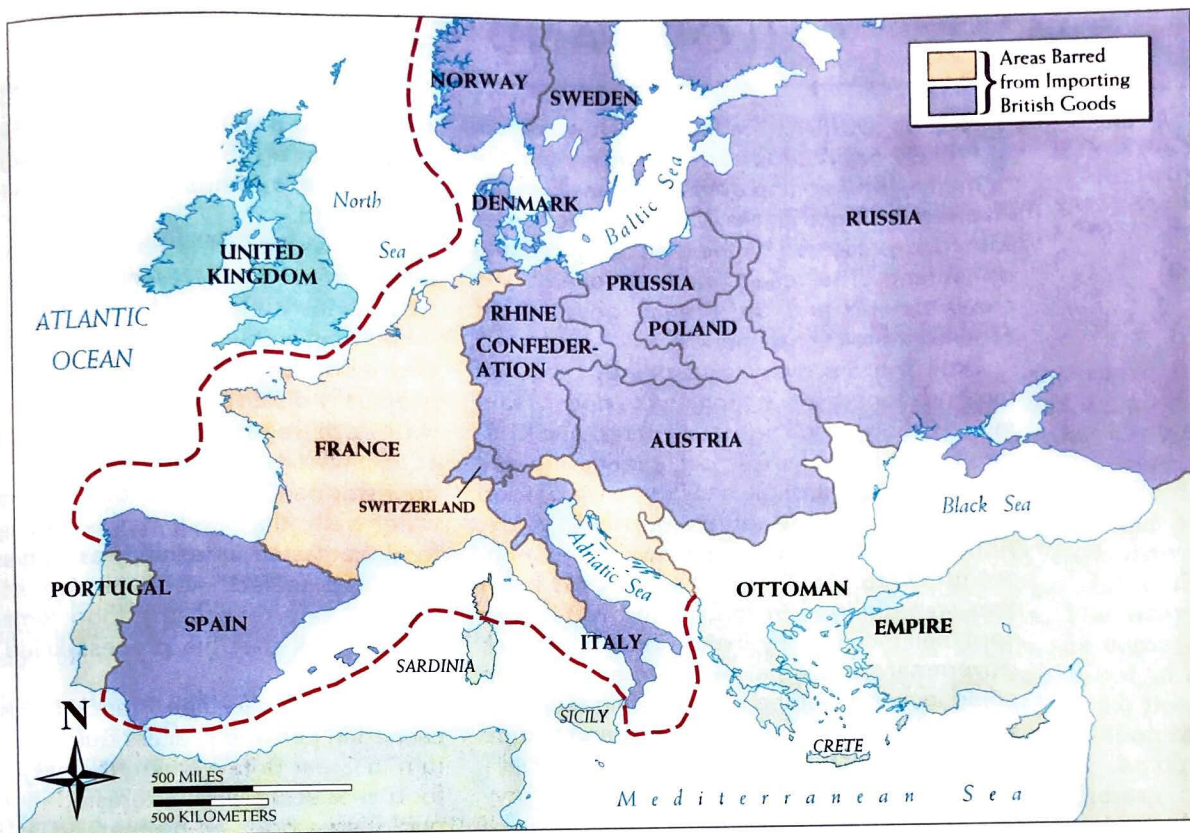 Areas Barred
from Importing
British Goods
NORWAY
SWEDEN
North
Sea
DENMARK
Baltic Sea
RUSSIA
UNITED
KINGDOM
ATLANTIC
OCEAN
PRUSSIA
RHINE
CONFEDER-
ATION
POLAND
FRANCE
AUSTRIA
SWITZERLAND
Black Sea
Adriatic Sea
PORTUGAL
SPAIN
OTTOMAN
EMPIRE
ITALY
SARDINIA
SICILY
CRETE
N
500 MILES
500 KILOMETERS
Mediterranean Sea